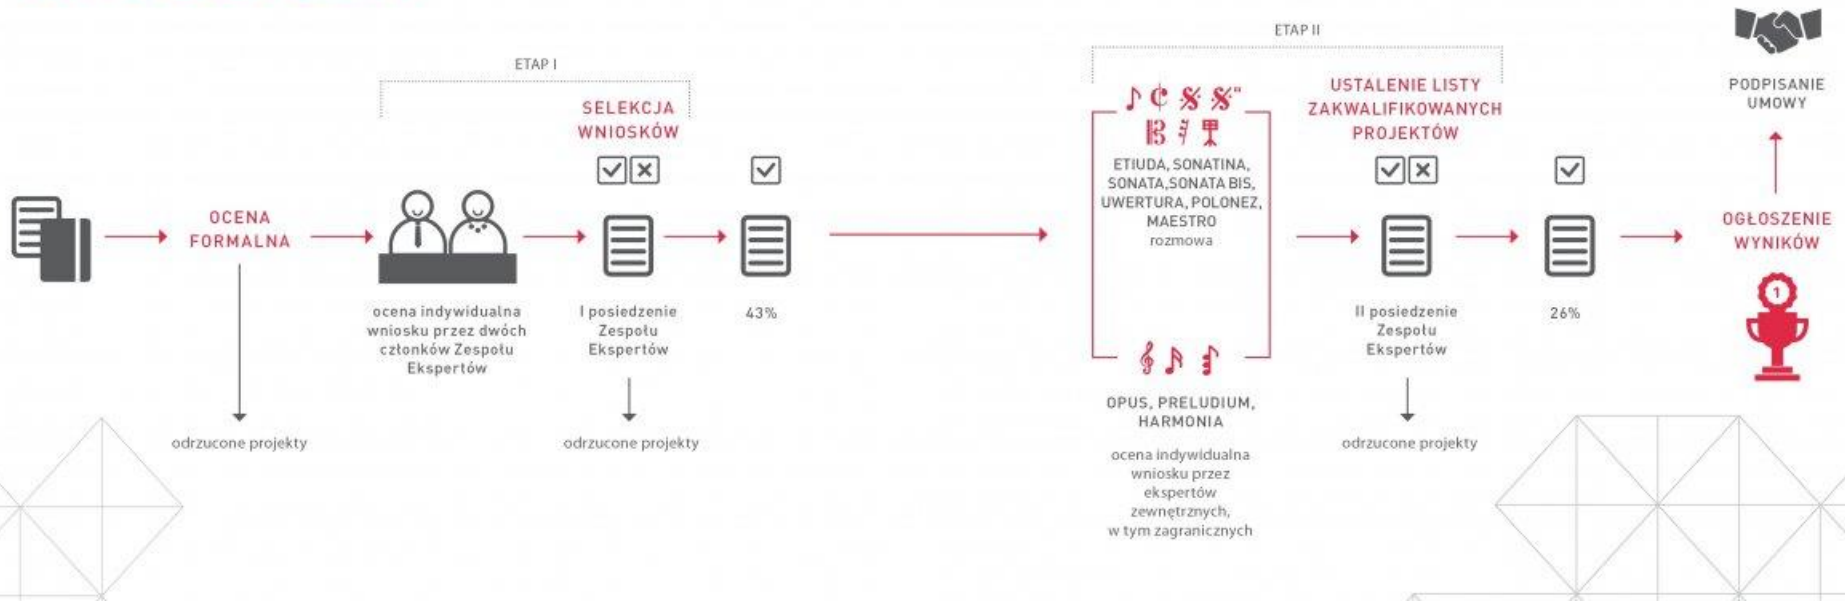 OCENA
FORMALNA
odrzucone projekty
ETAP I
ocena indywidualna
wniosku przez dwóch
członków Zespołu
Ekspertów
SELEKCJA
WNIOSKÓW
I posiedzenie
Zespołu
Ekspertów
odrzucone projekty
43%
ETAP II
ETIUDA, SONATINA,
SONATA,SONATA BIS,
UWERTURA, POLONEZ,
MAESTRO
rozmowa
OPUS, PRELUDIUM,
HARMONIA
ocena indywidualna
wniosku przez
ekspertów
zewnętrznych,
w tym zagranicznych
USTALENIE LISTY
ZAKWALIFIKOWANYCH
PROJEKTÓW
II posiedzenie
Zespołu
Ekspertów
odrzucone projekty
26%
PODPISANIE
UMOWY
OGŁOSZENIE
WYNIKÓW
1